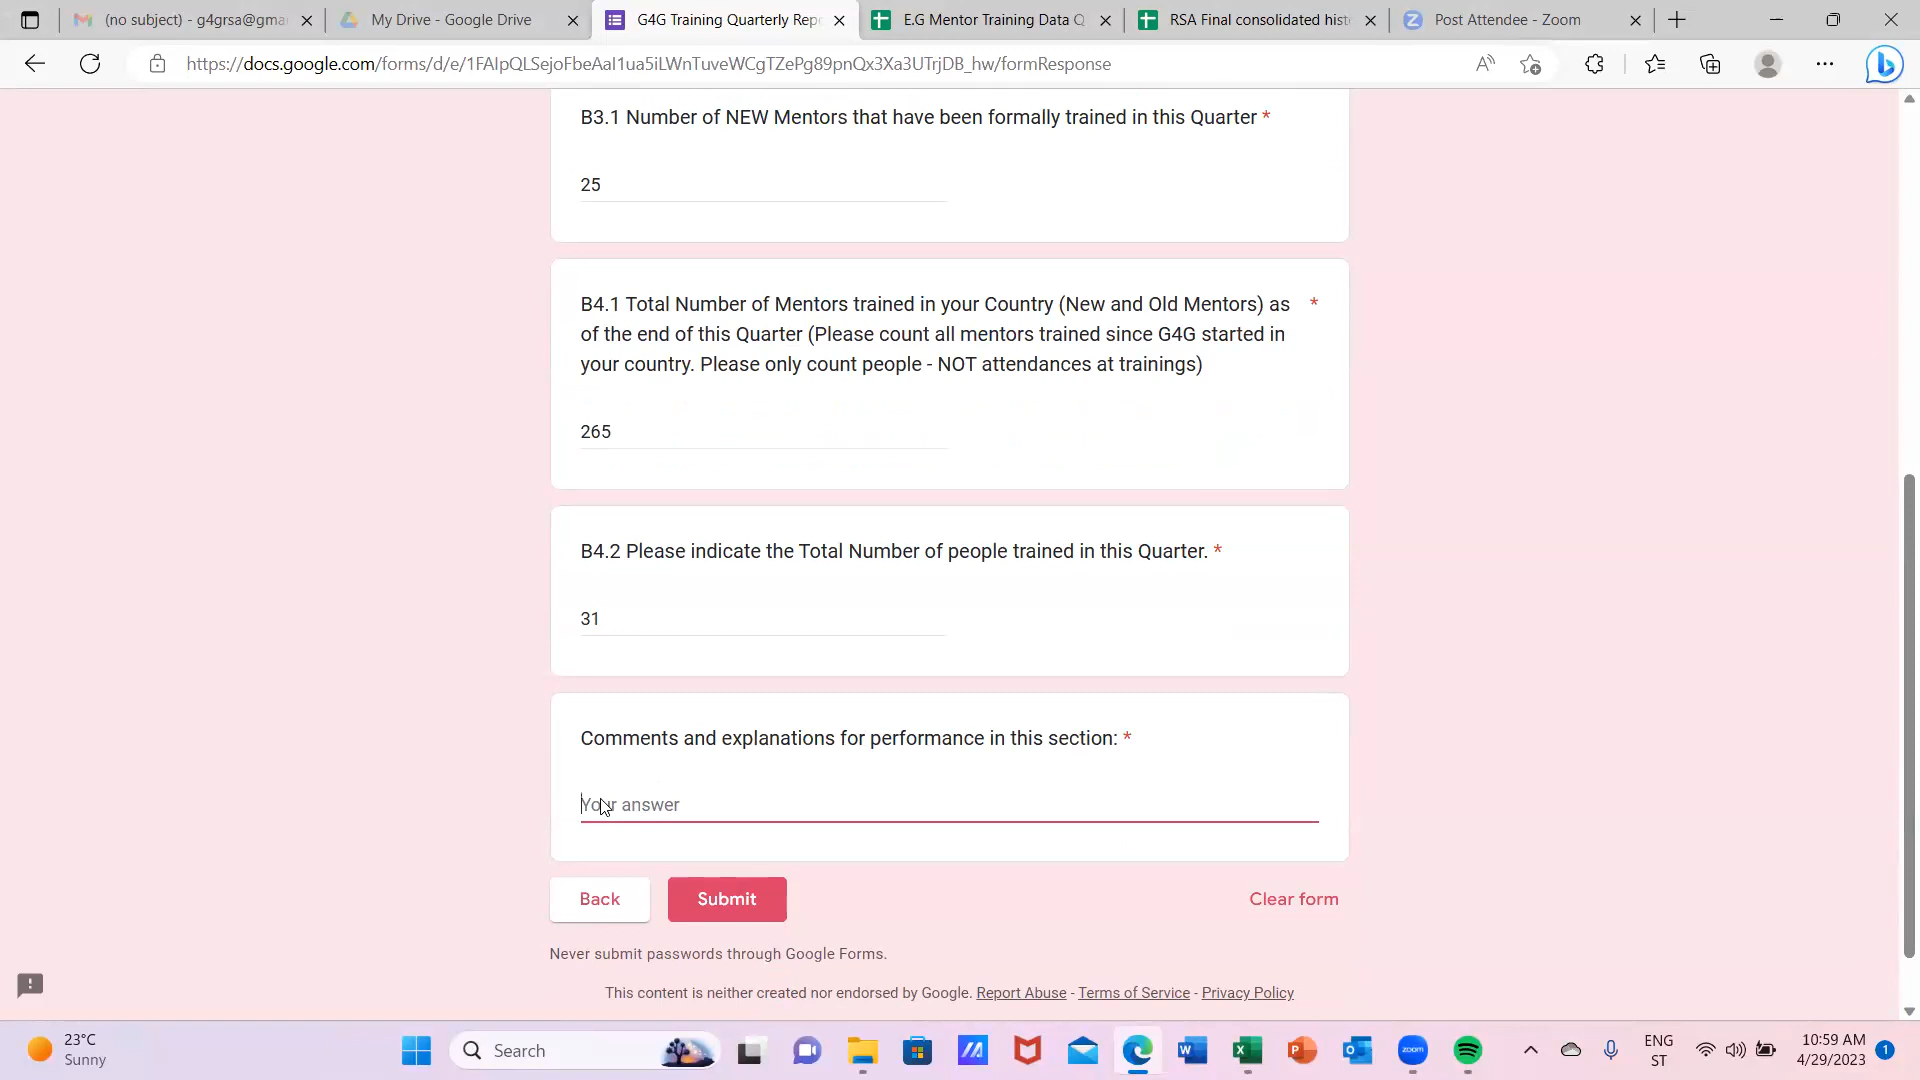 (no subject) - g4grsa@gma
My Drive - Google Drive
G4G Training Quarterly Repo
E.G Mentor Training Data Q
RSA Final consolidated hist
Post Attendee - Zoom
https://docs.google.com/forms/d/e/1FAIpQLSejoFbeAaI1ua5iLWnTuveWCgTZePg89pnQx3Xa3UTrjDB_hw/formResponse
B3.1 Number of NEW Mentors that have been formally trained in this Quarter *
25
B4.1 Total Number of Mentors trained in your Country (New and Old Mentors) as *
of the end of this Quarter (Please count all mentors trained since G4G started in
your country. Please only count people - NOT attendances at trainings)
265
B4.2 Please indicate the Total Number of people trained in this Quarter. *
31
Comments and explanations for performance in this section: *
Your answer
Back
Submit
Clear form
Never submit passwords through Google Forms.
This content is neither created nor endorsed by Google. Report Abuse - Terms of Service - Privacy Policy
23°C
Sunny
Search
zoom
ENG
ST
10:59 AM
4/29/2023
1